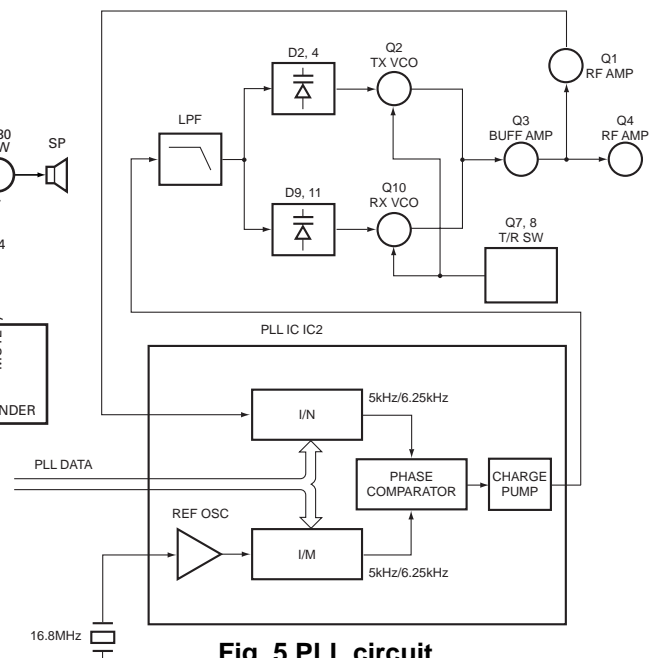 D2, 4
Q2
TX VCO
Q1
RF AMP
LPF
Q3
BUFF AMP
Q4
RF AMP
SP
D9, 11
Q10
RX VCO
Q7, 8
T/R SW
PLL IC IC2
I/N
5kHz/6.25kHz
PLL DATA
PHASE
COMPARATOR
CHARGE
PUMP
REF OSC
I/M
5kHz/6.25kHz
16.8MHz
Fig. 5 PLL circuit